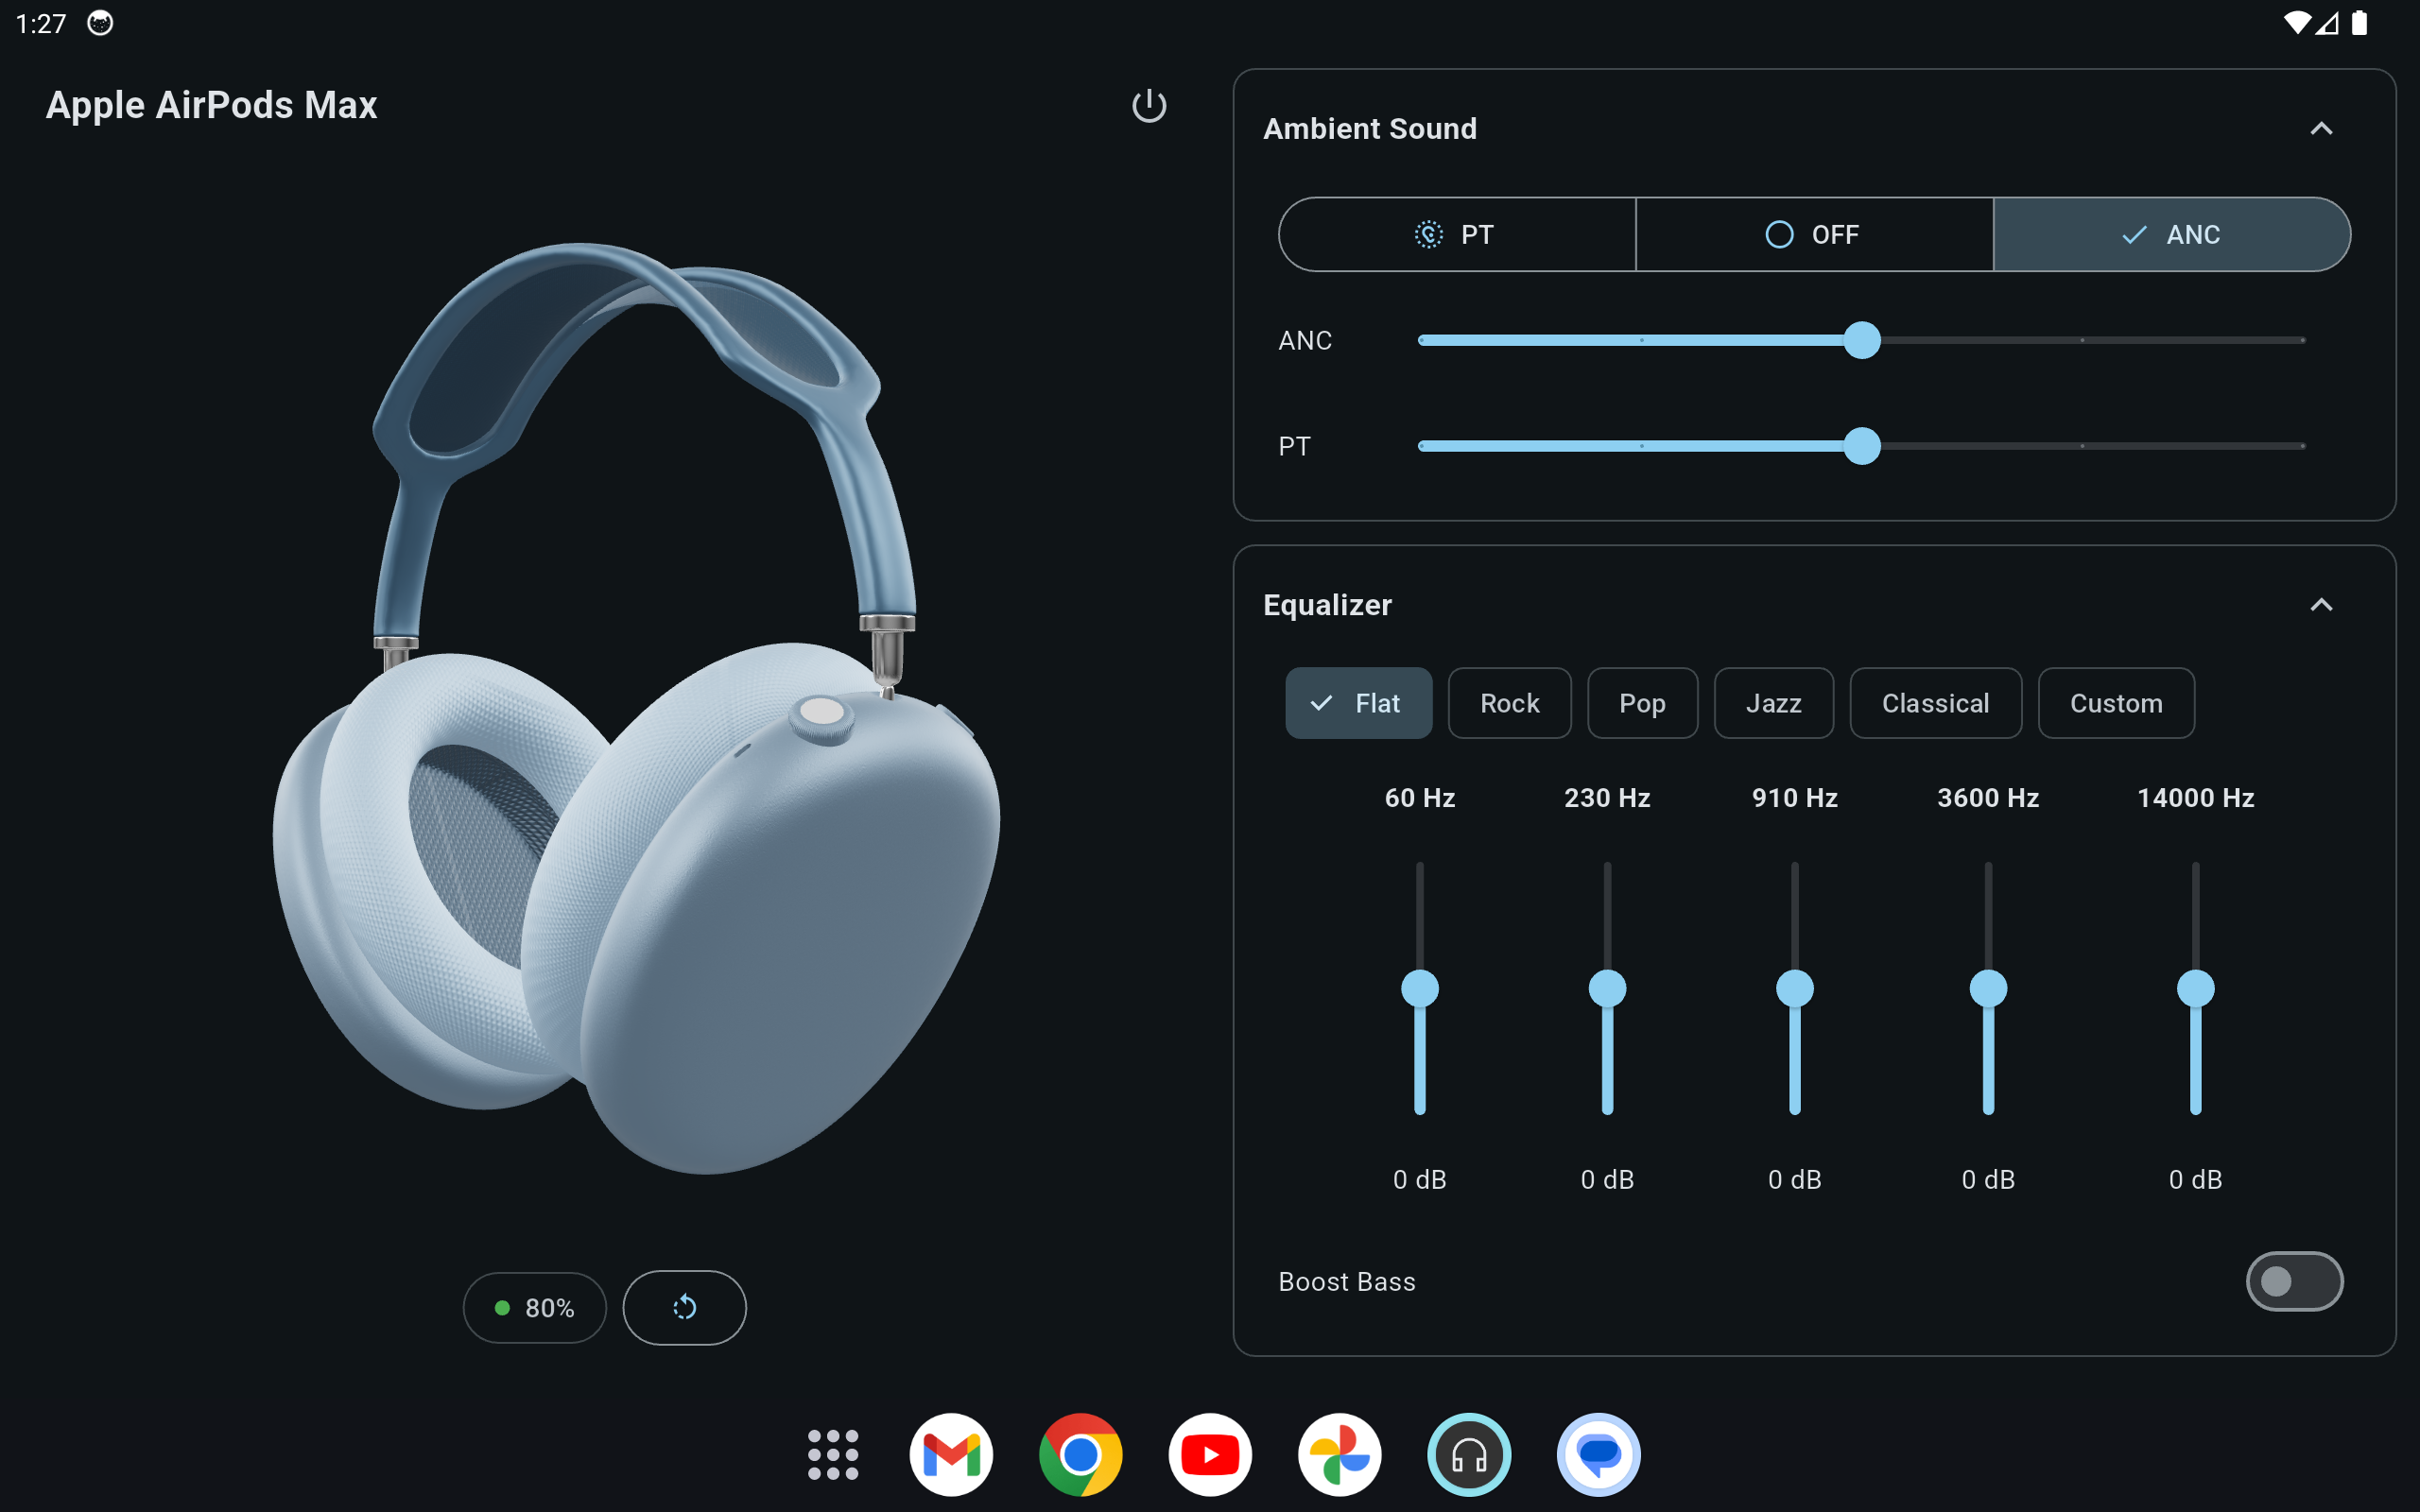 1:27
Apple AirPods Max
80%
Ambient Sound
PT OFF ANC
ANC
PT
Equalizer
Flat Rock Pop Jazz Classical Custom
60 Hz 230 Hz 910 Hz 3600 Hz 14000 Hz
0 dB 0 dB 0 dB 0 dB 0 dB
Boost Bass